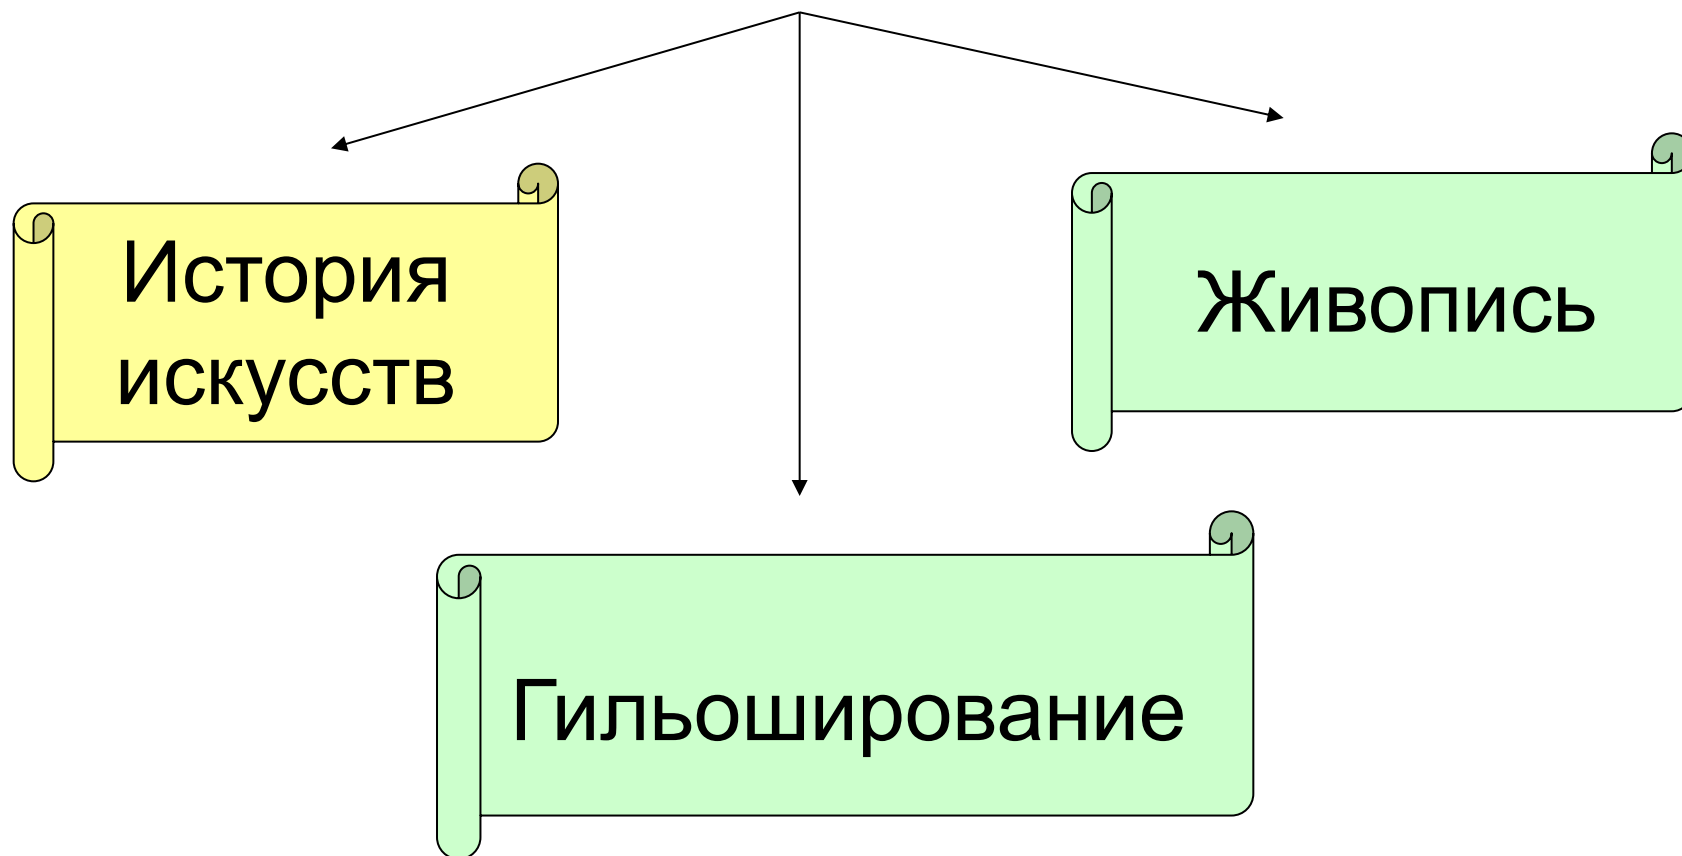 История
искусств
Живопись
Гильоширование